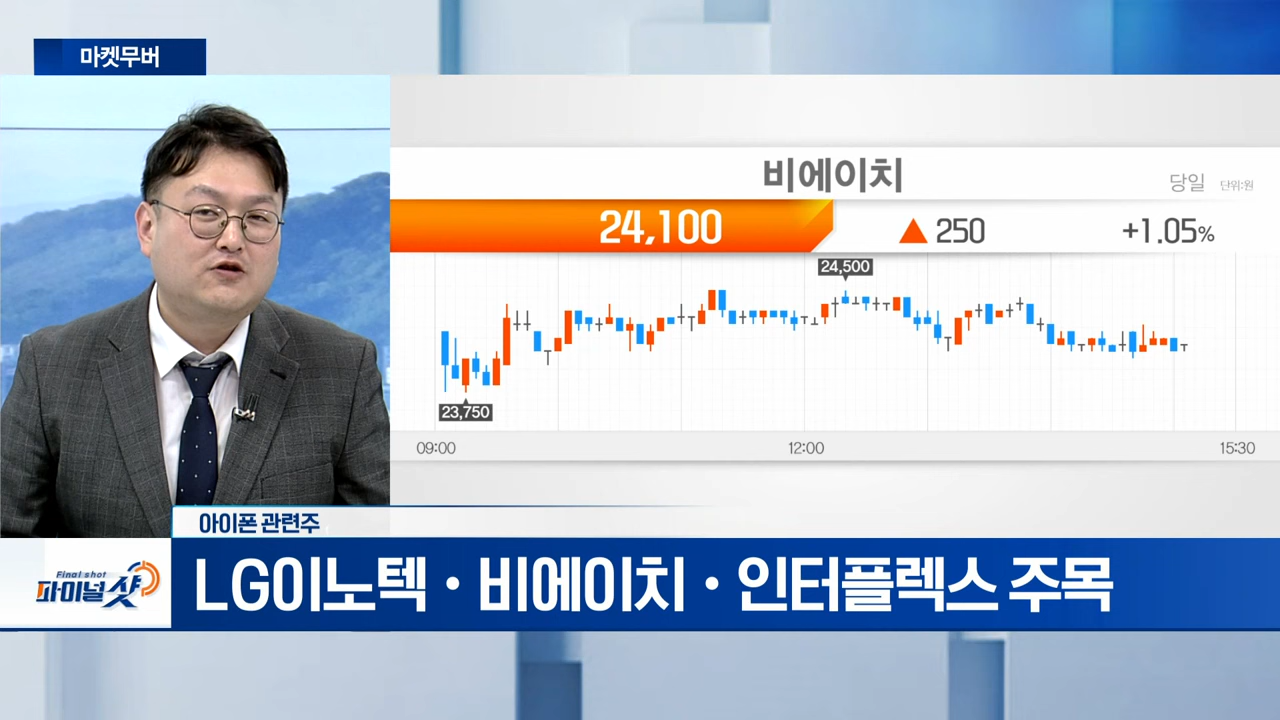 마켓무버
비에이치
당일 단위:원
24,100 ▲ 250 +1.05%
24,500
23,750
09:00 12:00 15:30
아이폰 관련주
Final shot
파이널샷
LG이노텍 · 비에이치 · 인터플렉스 주목